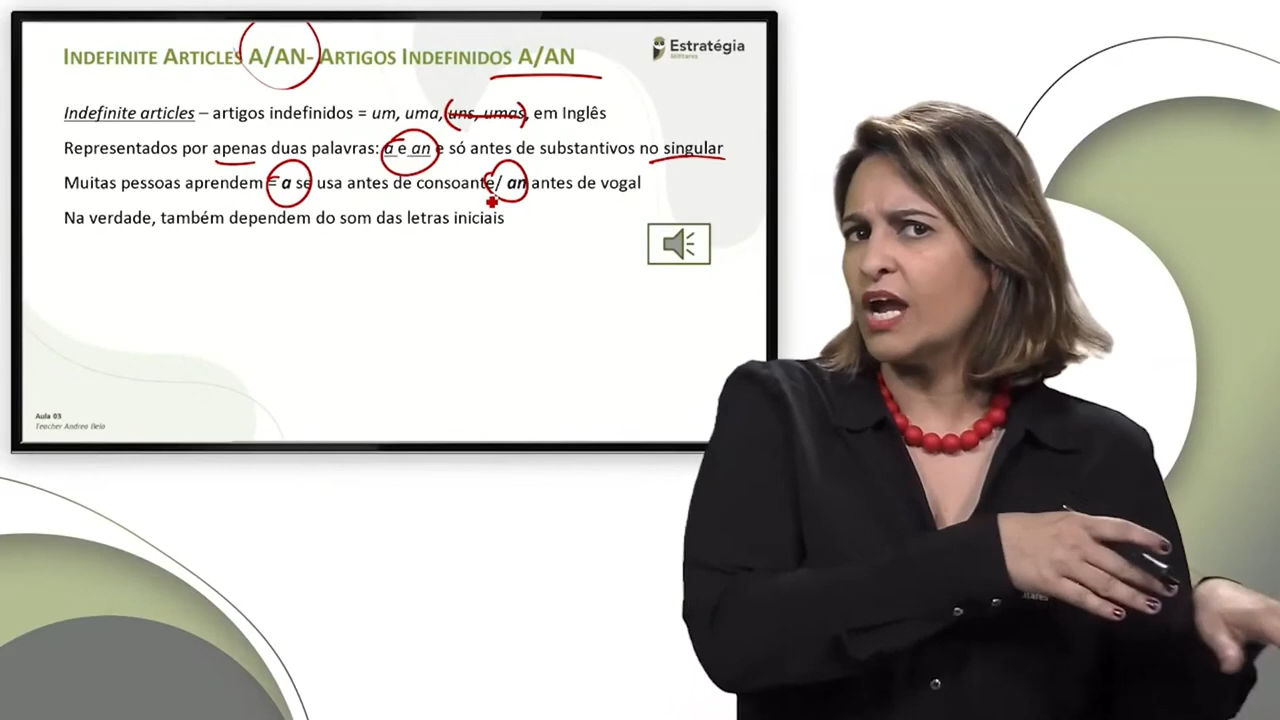 INDEFINITE ARTICLES A/AN- ARTIGOS INDEFINIDOS A/AN
Estratégia
Militares
Indefinite articles – artigos indefinidos = um, uma, uns, umas, em Inglês
Representados por apenas duas palavras: a e an e só antes de substantivos no singular
Muitas pessoas aprendem = a se usa antes de consoante/ an antes de vogal
Na verdade, também dependem do som das letras iniciais
Aula 03
Teacher Andrea Belo